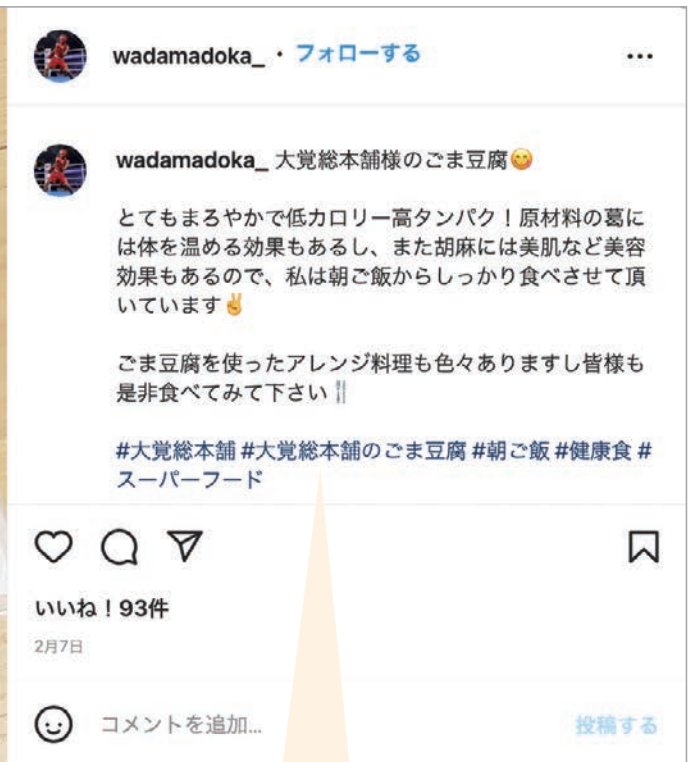 wadamadoka_ • フォローする
wadamadoka_ 大覚総本舗様のごま豆腐😋
とてもまろやかで低カロリー高タンパク！原材料の葛に
は体を温める効果もあるし、また胡麻には美肌など美容
効果もあるので、私は朝ご飯からしっかり食べさせて頂
いています✌️
ごま豆腐を使ったアレンジ料理も色々ありますし皆様も
是非食べてみて下さい🍴
#大覚総本舗 #大覚総本舗のごま豆腐 #朝ご飯 #健康食 #
スーパーフード
いいね！93件
2月7日
コメントを追加...
投稿する